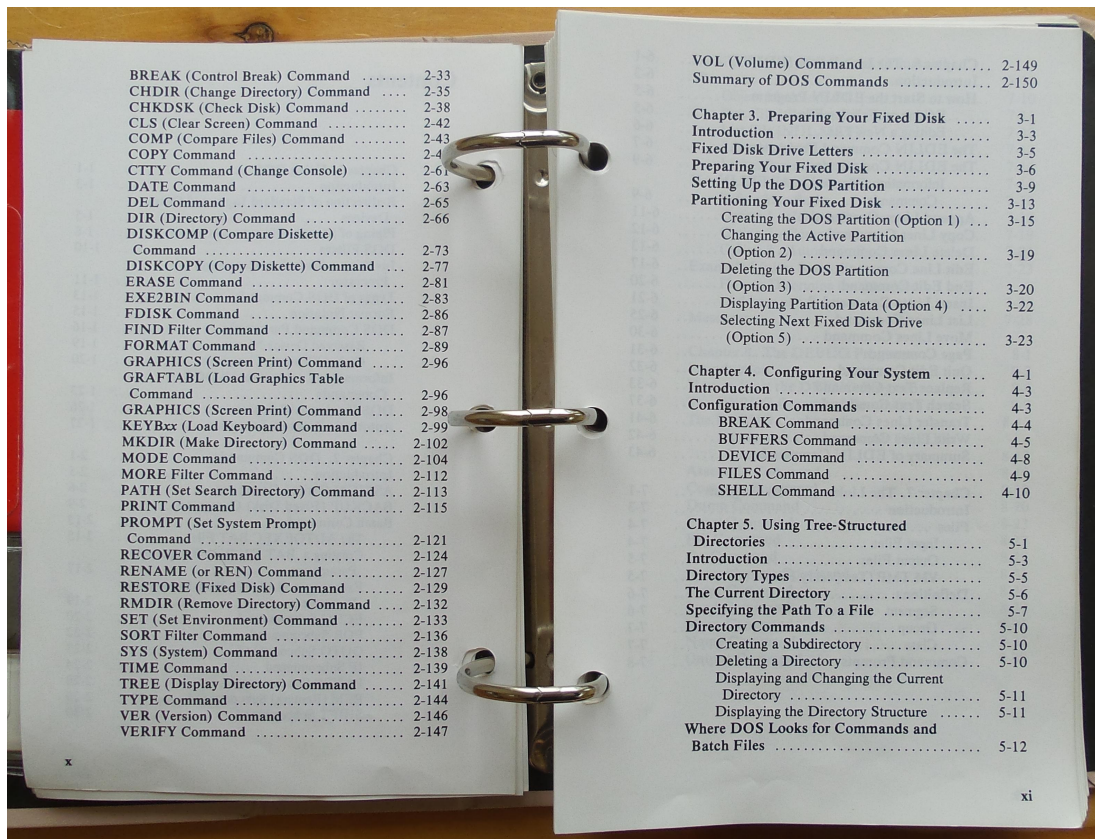 BREAK (Control Break) Command ....... 2-33
CHDIR (Change Directory) Command .... 2-35
CHKDSK (Check Disk) Command ........ 2-38
CLS (Clear Screen) Command ............ 2-42
COMP (Compare Files) Command ........ 2-43
COPY Command ....................... 2-4
CTTY Command (Change Console) ....... 2-61
DATE Command ....................... 2-63
DEL Command ........................ 2-65
DIR (Directory) Command .............. 2-66
DISKCOMP (Compare Diskette)
Command ........................... 2-73
DISKCOPY (Copy Diskette) Command ... 2-77
ERASE Command ...................... 2-81
EXE2BIN Command .................... 2-83
FDISK Command ...................... 2-86
FIND Filter Command .................. 2-87
FORMAT Command .................... 2-89
GRAPHICS (Screen Print) Command ..... 2-96
GRAFTABL (Load Graphics Table
Command ........................... 2-96
GRAPHICS (Screen Print) Command ..... 2-98
KEYBxx (Load Keyboard) Command ..... 2-99
MKDIR (Make Directory) Command ..... 2-102
MODE Command ...................... 2-104
MORE Filter Command ................ 2-112
PATH (Set Search Directory) Command ... 2-113
PRINT Command ..................... 2-115
PROMPT (Set System Prompt)
Command .......................... 2-121
RECOVER Command .................. 2-124
RENAME (or REN) Command .......... 2-127
RESTORE (Fixed Disk) Command ....... 2-129
RMDIR (Remove Directory) Command .... 2-132
SET (Set Environment) Command ........ 2-133
SORT Filter Command ................. 2-136
SYS (System) Command ................ 2-138
TIME Command ...................... 2-139
TREE (Display Directory) Command ...... 2-141
TYPE Command ...................... 2-144
VER (Version) Command ............... 2-146
VERIFY Command .................... 2-147
x
VOL (Volume) Command .............. 2-149
Summary of DOS Commands ........... 2-150
Chapter 3. Preparing Your Fixed Disk ..... 3-1
Introduction .......................... 3-3
Fixed Disk Drive Letters ................ 3-5
Preparing Your Fixed Disk .............. 3-6
Setting Up the DOS Partition ............ 3-9
Partitioning Your Fixed Disk ............ 3-13
Creating the DOS Partition (Option 1) ... 3-15
Changing the Active Partition
(Option 2) ........................ 3-19
Deleting the DOS Partition
(Option 3) ........................ 3-20
Displaying Partition Data (Option 4) .... 3-22
Selecting Next Fixed Disk Drive
(Option 5) ........................ 3-23
Chapter 4. Configuring Your System ....... 4-1
Introduction .......................... 4-3
Configuration Commands ............... 4-3
BREAK Command .................. 4-4
BUFFERS Command ................ 4-5
DEVICE Command ................. 4-8
FILES Command ................... 4-9
SHELL Command .................. 4-10
Chapter 5. Using Tree-Structured
Directories .......................... 5-1
Introduction .......................... 5-3
Directory Types ....................... 5-5
The Current Directory .................. 5-6
Specifying the Path To a File ............. 5-7
Directory Commands .................. 5-10
Creating a Subdirectory .............. 5-10
Deleting a Directory ................. 5-10
Displaying and Changing the Current
Directory ......................... 5-11
Displaying the Directory Structure ...... 5-11
Where DOS Looks for Commands and
Batch Files ........................... 5-12
xi